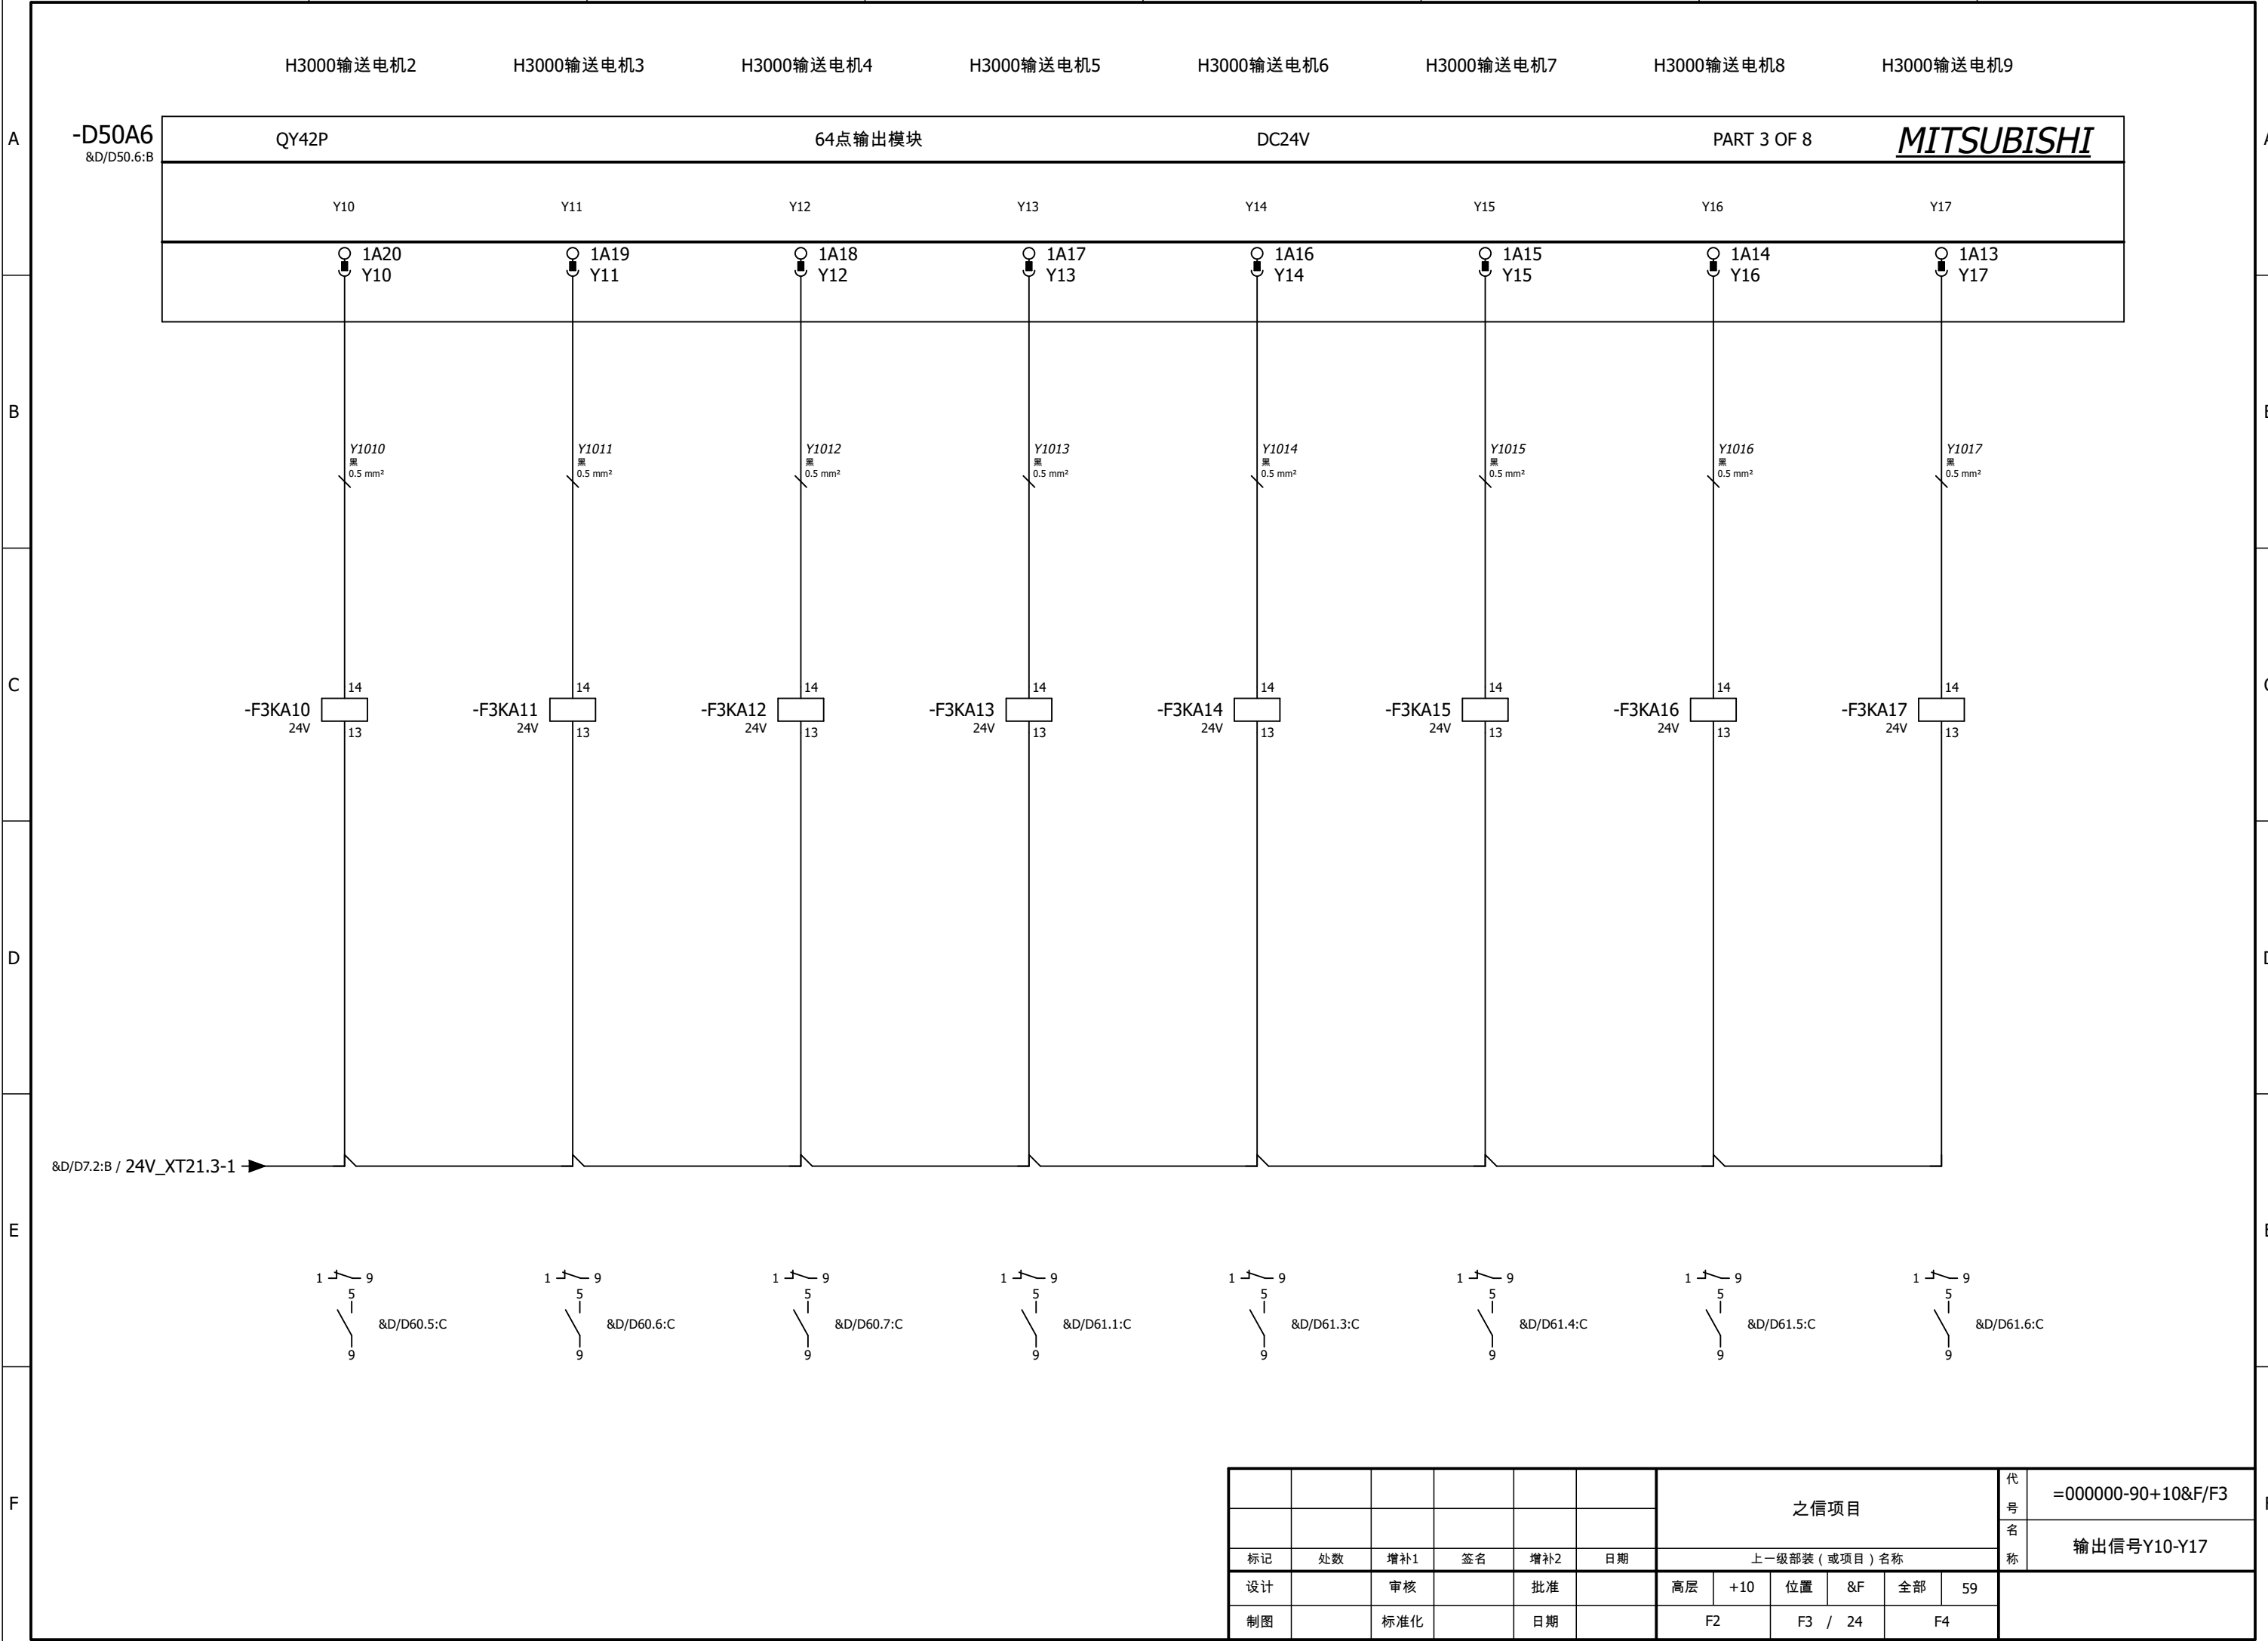 H3000输送电机2 H3000输送电机3 H3000输送电机4 H3000输送电机5 H3000输送电机6 H3000输送电机7 H3000输送电机8 H3000输送电机9
A -D50A6 QY42P 64点输出模块 DC24V PART 3 OF 8 MITSUBISHI
&D/D50.6:B
Y10 Y11 Y12 Y13 Y14 Y15 Y16 Y17
1A20 1A19 1A18 1A17 1A16 1A15 1A14 1A13
Y10 Y11 Y12 Y13 Y14 Y15 Y16 Y17
B
Y1010 Y1011 Y1012 Y1013 Y1014 Y1015 Y1016 Y1017
黑 黑 黑 黑 黑 黑 黑 黑
0.5 mm² 0.5 mm² 0.5 mm² 0.5 mm² 0.5 mm² 0.5 mm² 0.5 mm² 0.5 mm²
C 14 14 14 14 14 14 14 14
-F3KA10 -F3KA11 -F3KA12 -F3KA13 -F3KA14 -F3KA15 -F3KA16 -F3KA17
24V 13 24V 13 24V 13 24V 13 24V 13 24V 13 24V 13 24V 13
D
&D/D7.2:B / 24V_XT21.3-1
E
1 9 1 9 1 9 1 9 1 9 1 9 1 9 1 9
5 5 5 5 5 5 5 5
&D/D60.5:C &D/D60.6:C &D/D60.7:C &D/D61.1:C &D/D61.3:C &D/D61.4:C &D/D61.5:C &D/D61.6:C
9 9 9 9 9 9 9 9
F
之信项目 代号 =000000-90+10&F/F3
名称 输出信号Y10-Y17
标记 处数 增补1 签名 增补2 日期 上一级部装(或项目)名称
设计 审核 批准 高层 +10 位置 &F 全部 59
制图 标准化 日期 F2 F3 / 24 F4